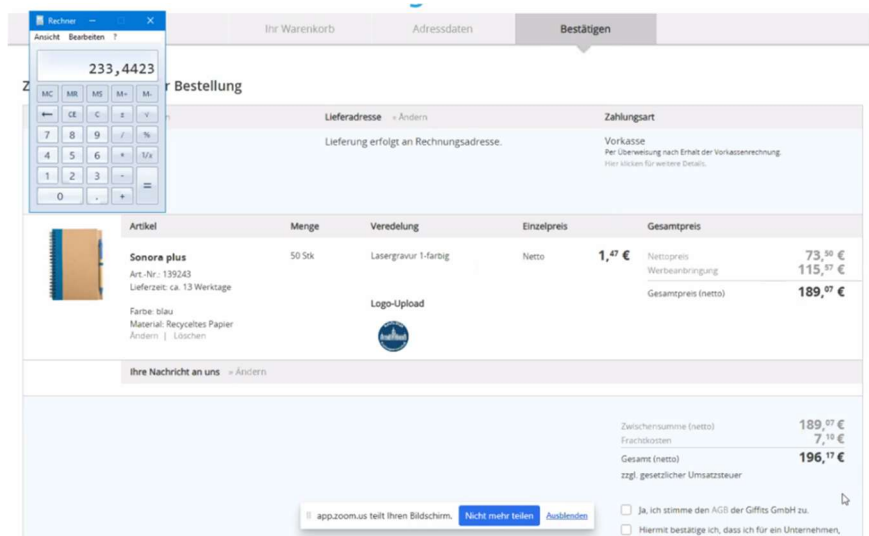 Rechner
Ansicht Bearbeiten ?
233,4423
MC MR MS M+ M-
← CE C ± √
7 8 9 / %
4 5 6 * 1/x
1 2 3 - =
0 . +
Ihr Warenkorb
Adressdaten
Bestätigen
Z
r Bestellung
Lieferadresse » Ändern
Zahlungsart
Lieferung erfolgt an Rechnungsadresse.
Vorkasse
Per Überweisung nach Erhalt der Vorkassenrechnung.
Hier klicken für weitere Details.
Artikel Menge Veredelung Einzelpreis Gesamtpreis
Sonora plus 50 Stk Lasergravur 1-farbig Netto 1,47 € Nettopreis 73,50 €
Werbeanbringung 115,57 €
Art.-Nr.: 139243
Lieferzeit: ca. 13 Werktage
Gesamtpreis (netto) 189,07 €
Logo-Upload
Farbe: blau
Material: Recyceltes Papier
Ändern | Löschen
Ihre Nachricht an uns » Ändern
Zwischensumme (netto) 189,07 €
Frachtkosten 7,10 €
Gesamt (netto) 196,17 €
zzgl. gesetzlicher Umsatzsteuer
Ja, ich stimme den AGB der Giffits GmbH zu.
Hiermit bestätige ich, dass ich für ein Unternehmen,
app.zoom.us teilt Ihren Bildschirm. Nicht mehr teilen Ausblenden